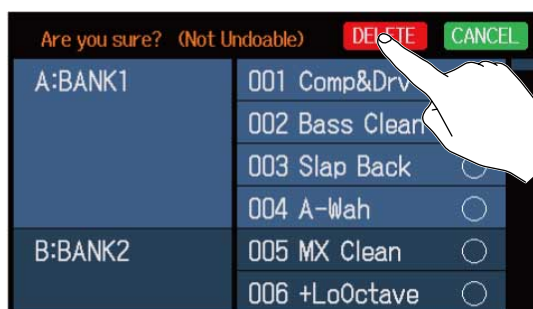 Are you sure? (Not Undoable) DELETE CANCEL
A:BANK1 001 Comp&Drv
002 Bass Clean
003 Slap Back
004 A-Wah
B:BANK2 005 MX Clean
006 +LoOctave